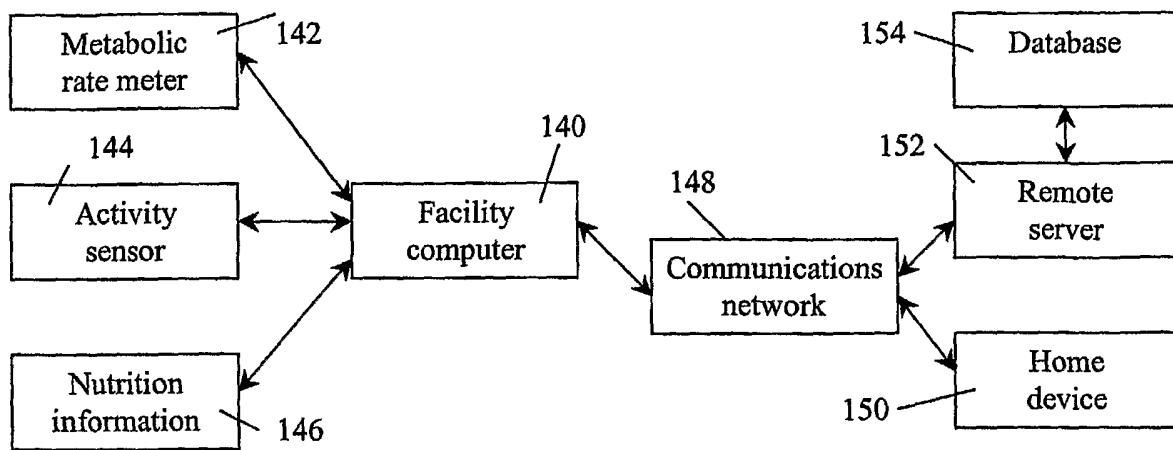 Metabolic
rate meter
142
144
Activity
sensor
Nutrition
information
146
140
Facility
computer
148
Communications
network
154
Database
152
Remote
server
Home
device
150